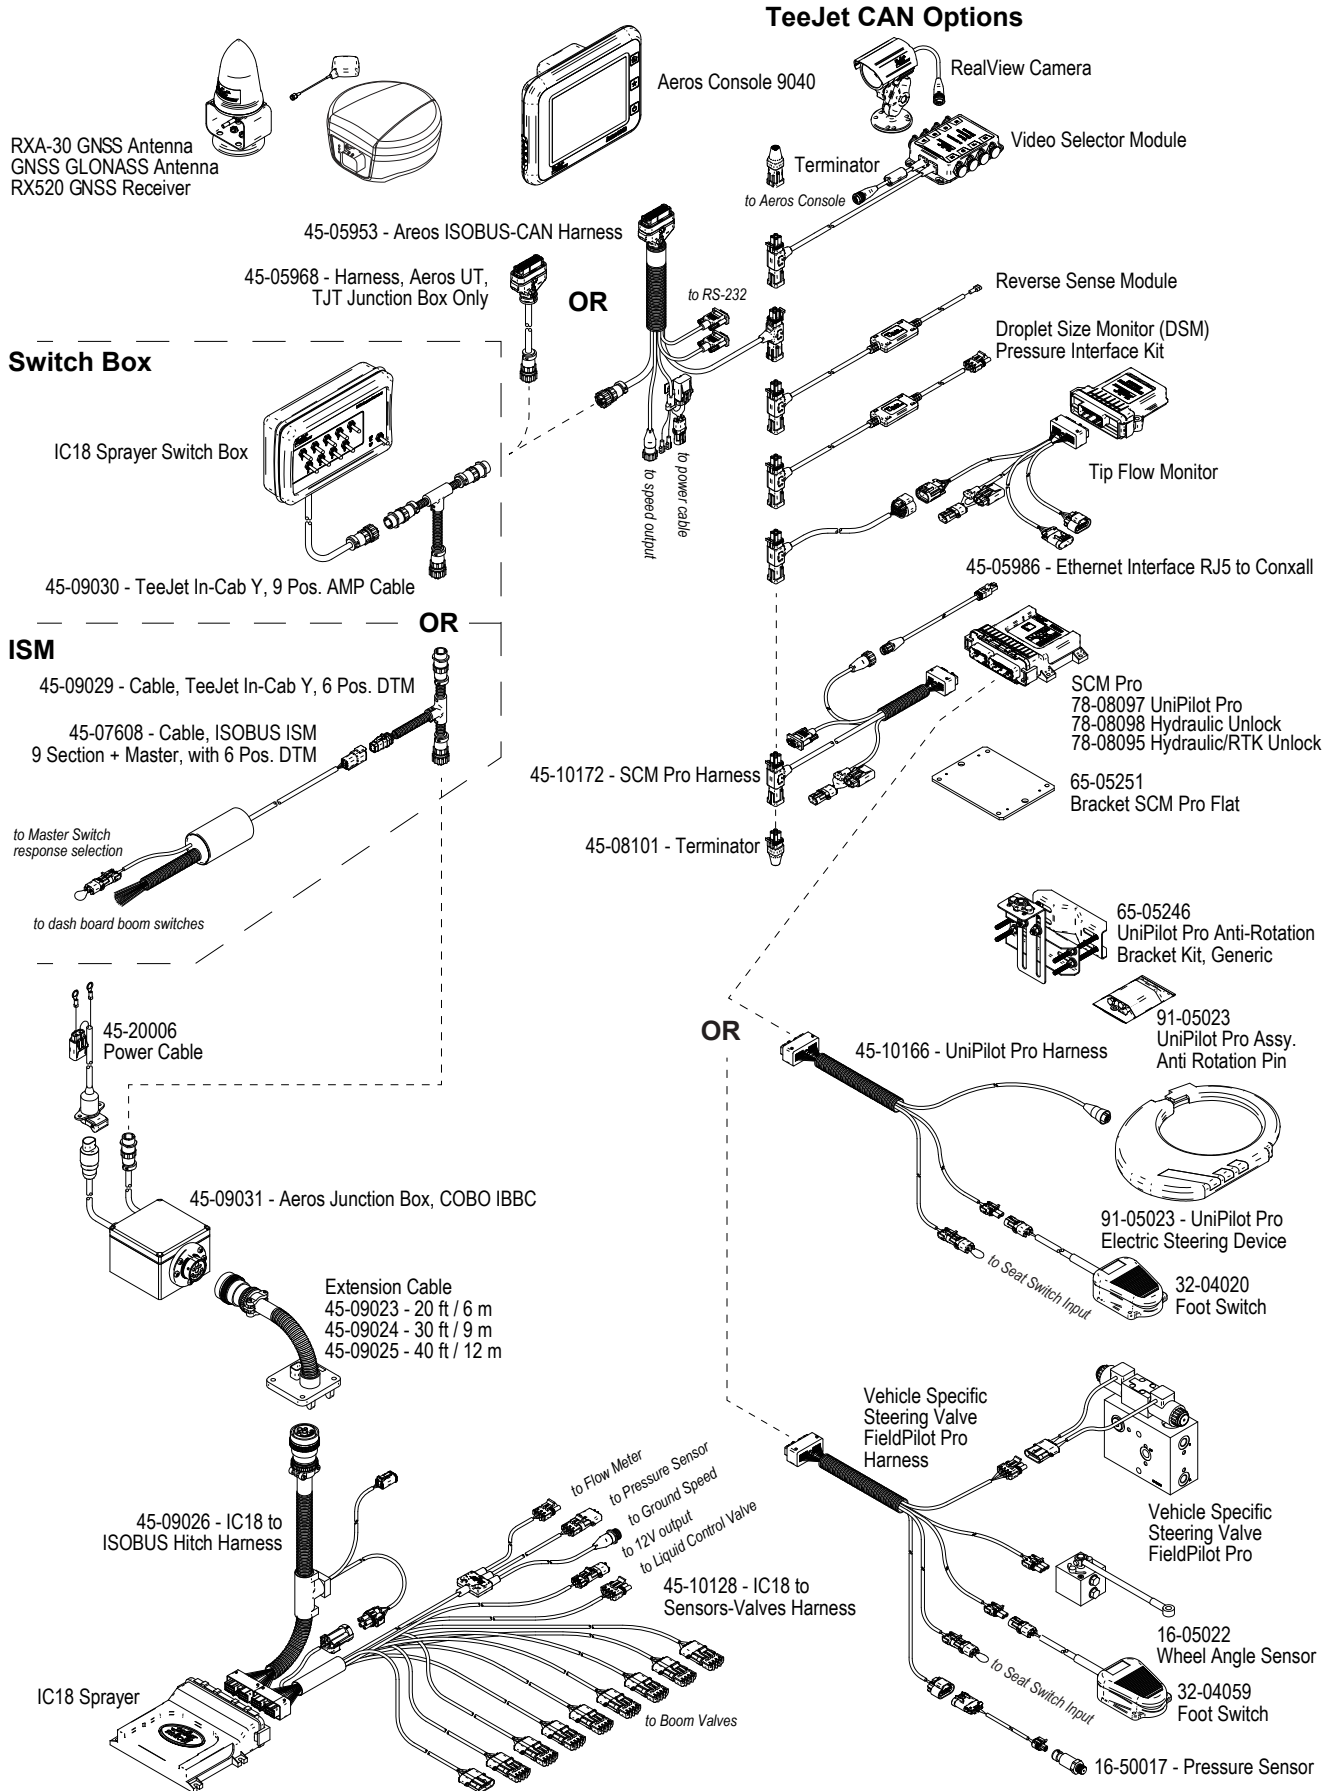 TeeJet CAN Options
RealView Camera
Aeros Console 9040
Video Selector Module
RXA-30 GNSS Antenna
GNSS GLONASS Antenna
RX520 GNSS Receiver
Terminator
to Aeros Console
45-05953 - Areos ISOBUS-CAN Harness
45-05968 - Harness, Aeros UT,
TJT Junction Box Only
OR
to RS-232
Reverse Sense Module
Droplet Size Monitor (DSM)
Pressure Interface Kit
Switch Box
IC18 Sprayer Switch Box
to speed output
to power cable
Tip Flow Monitor
45-09030 - TeeJet In-Cab Y, 9 Pos. AMP Cable
45-05986 - Ethernet Interface RJ5 to Conxall
OR
ISM
45-09029 - Cable, TeeJet In-Cab Y, 6 Pos. DTM
45-07608 - Cable, ISOBUS ISM
9 Section + Master, with 6 Pos. DTM
SCM Pro
78-08097 UniPilot Pro
78-08098 Hydraulic Unlock
78-08095 Hydraulic/RTK Unlock
45-10172 - SCM Pro Harness
65-05251
Bracket SCM Pro Flat
45-08101 - Terminator
to Master Switch
response selection
to dash board boom switches
65-05246
UniPilot Pro Anti-Rotation
Bracket Kit, Generic
91-05023
UniPilot Pro Assy.
Anti Rotation Pin
45-20006
Power Cable
OR
45-10166 - UniPilot Pro Harness
45-09031 - Aeros Junction Box, COBO IBBC
91-05023 - UniPilot Pro
Electric Steering Device
to Seat Switch Input
32-04020
Foot Switch
Extension Cable
45-09023 - 20 ft / 6 m
45-09024 - 30 ft / 9 m
45-09025 - 40 ft / 12 m
Vehicle Specific
Steering Valve
FieldPilot Pro
Harness
to Flow Meter
to Pressure Sensor
to Ground Speed
to 12V output
to Liquid Control Valve
45-09026 - IC18 to
ISOBUS Hitch Harness
Vehicle Specific
Steering Valve
FieldPilot Pro
45-10128 - IC18 to
Sensors-Valves Harness
16-05022
Wheel Angle Sensor
to Seat Switch Input
32-04059
Foot Switch
IC18 Sprayer
to Boom Valves
16-50017 - Pressure Sensor